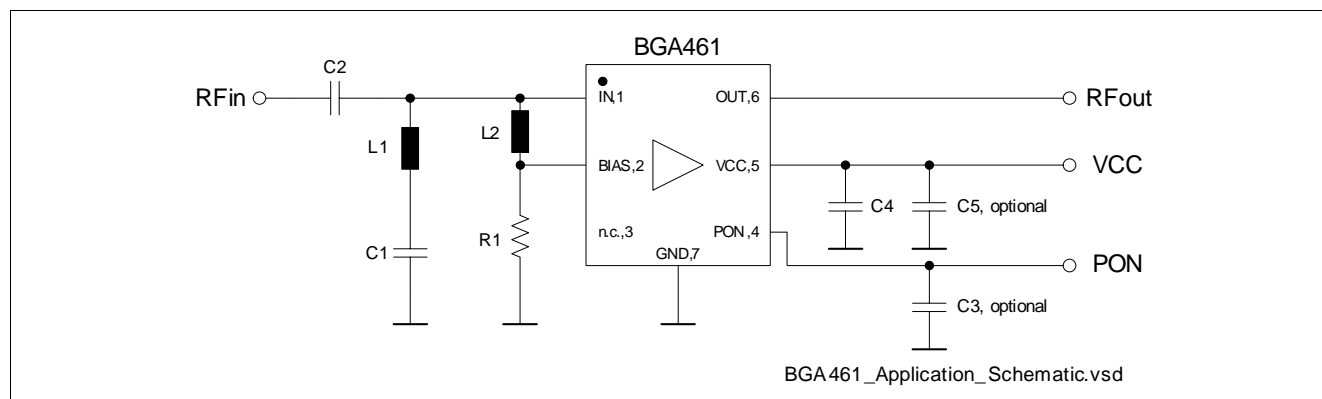 BGA461
C2
RFin
IN,1
OUT,6
RFout
L1
L2
BIAS,2
VCC,5
VCC
C4
C5, optional
R1
n.c.,3
PON,4
C1
GND,7
PON
C3, optional
BGA461_Application_Schematic.vsd